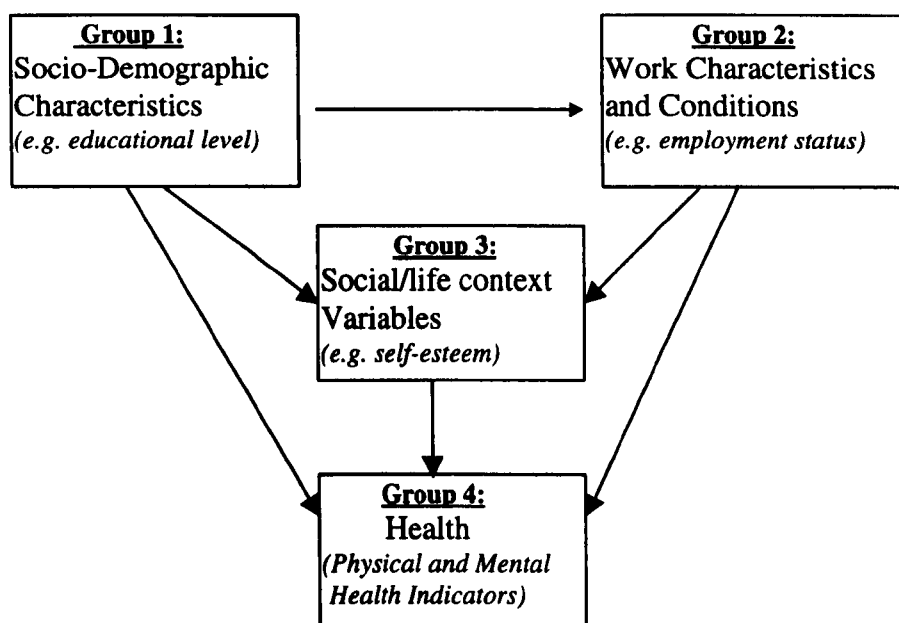 Group 1:
Socio-Demographic
Characteristics
(e.g. educational level)
Group 2:
Work Characteristics
and Conditions
(e.g. employment status)
Group 3:
Social/life context
Variables
(e.g. self-esteem)
Group 4:
Health
(Physical and Mental
Health Indicators)